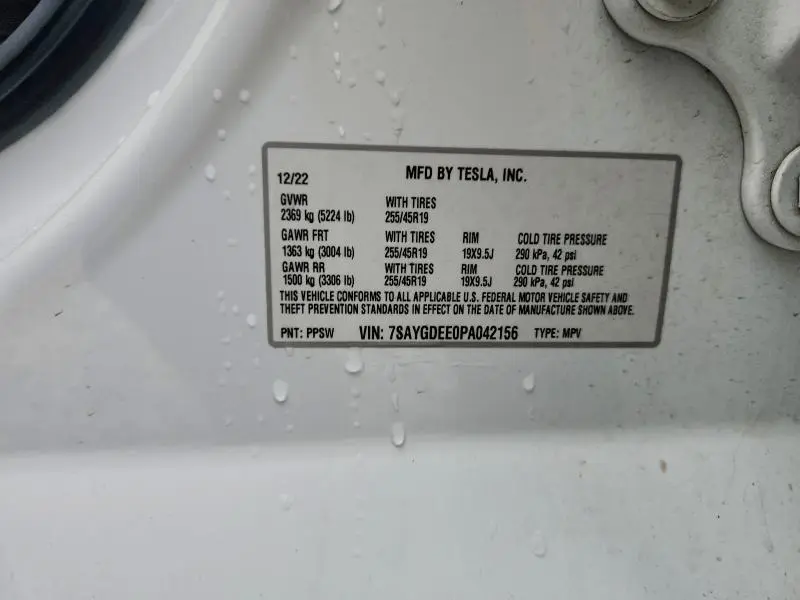 12/22 MFD BY TESLA, INC.
GVWR WITH TIRES
2369 kg (5224 lb) 255/45R19
GAWR FRT WITH TIRES RIM COLD TIRE PRESSURE
1363 kg (3004 lb) 255/45R19 19X9.5J 290 kPa, 42 psi
GAWR RR WITH TIRES RIM COLD TIRE PRESSURE
1500 kg (3306 lb) 255/45R19 19X9.5J 290 kPa, 42 psi
THIS VEHICLE CONFORMS TO ALL APPLICABLE U.S. FEDERAL MOTOR VEHICLE SAFETY AND
THEFT PREVENTION STANDARDS IN EFFECT ON THE DATE OF MANUFACTURE SHOWN ABOVE.
PNT: PPSW VIN: 7SAYGDEE0PA042156 TYPE: MPV